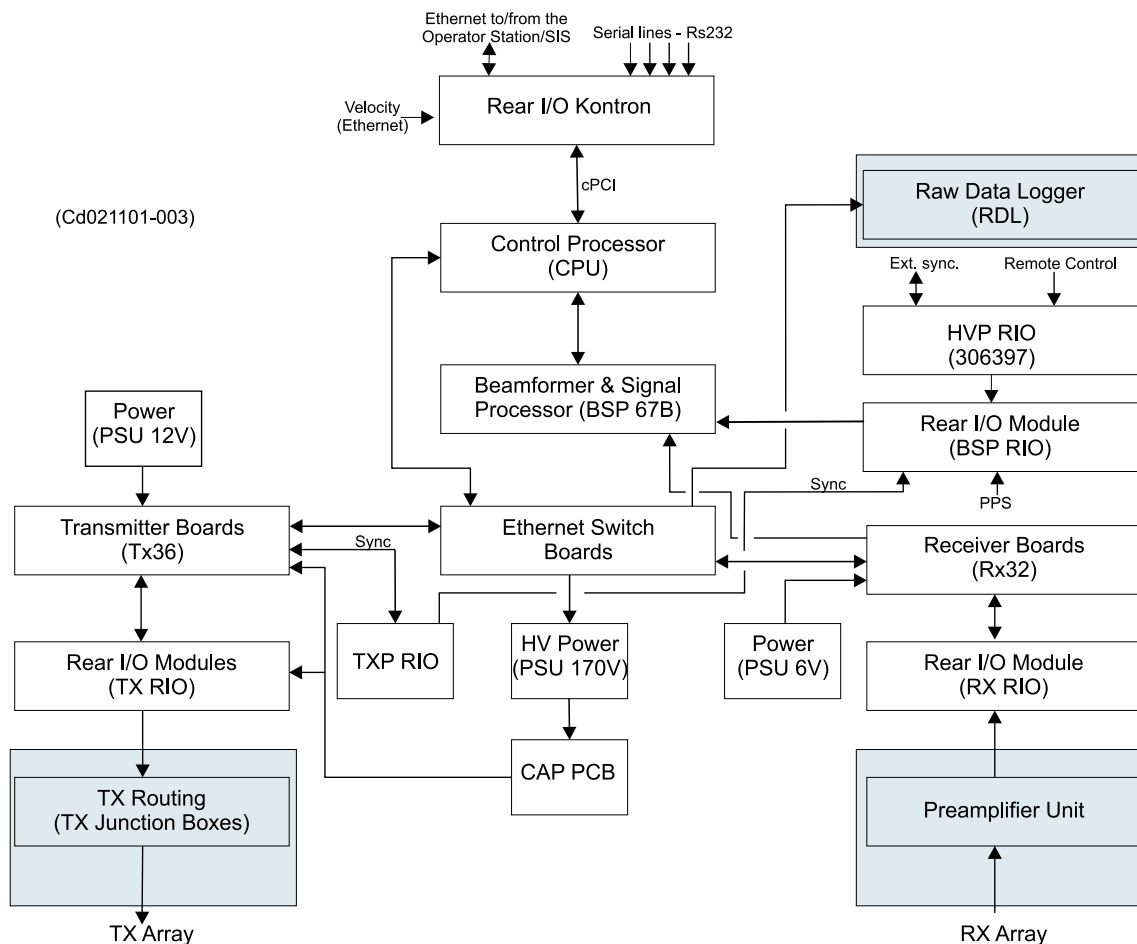 Ethernet to/from the
Operator Station/SIS
Serial lines - Rs232
Rear I/O Kontron
Velocity
(Ethernet)
cPCI
Raw Data Logger
(RDL)
(Cd021101-003)
Control Processor
(CPU)
Ext. sync.
Remote Control
HVP RIO
(306397)
Beamformer & Signal
Processor (BSP 67B)
Power
(PSU 12V)
Rear I/O Module
(BSP RIO)
Sync
PPS
Transmitter Boards
(Tx36)
Sync
Ethernet Switch
Boards
Receiver Boards
(Rx32)
Rear I/O Modules
(TX RIO)
TXP RIO
HV Power
(PSU 170V)
Power
(PSU 6V)
Rear I/O Module
(RX RIO)
CAP PCB
TX Routing
(TX Junction Boxes)
Preamplifier Unit
TX Array
RX Array